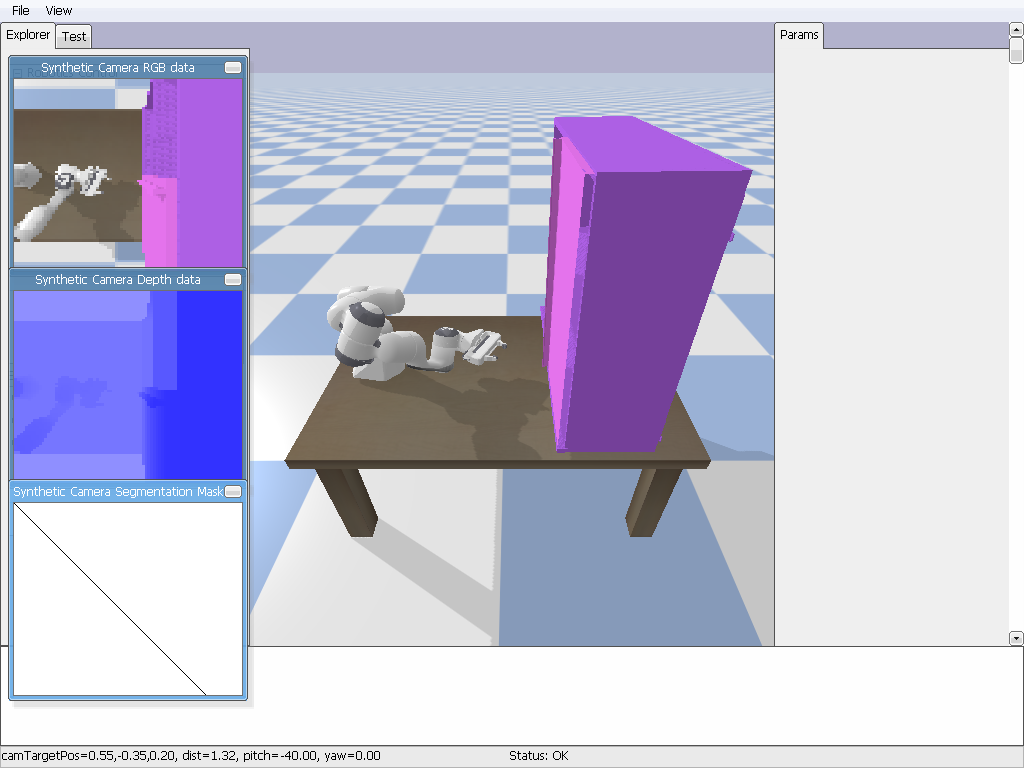 File View
Explorer Test
Params
Synthetic Camera RGB data
Synthetic Camera Depth data
Synthetic Camera Segmentation Mask
camTargetPos=0.55,-0.35,0.20, dist=1.32, pitch=-40.00, yaw=0.00
Status: OK